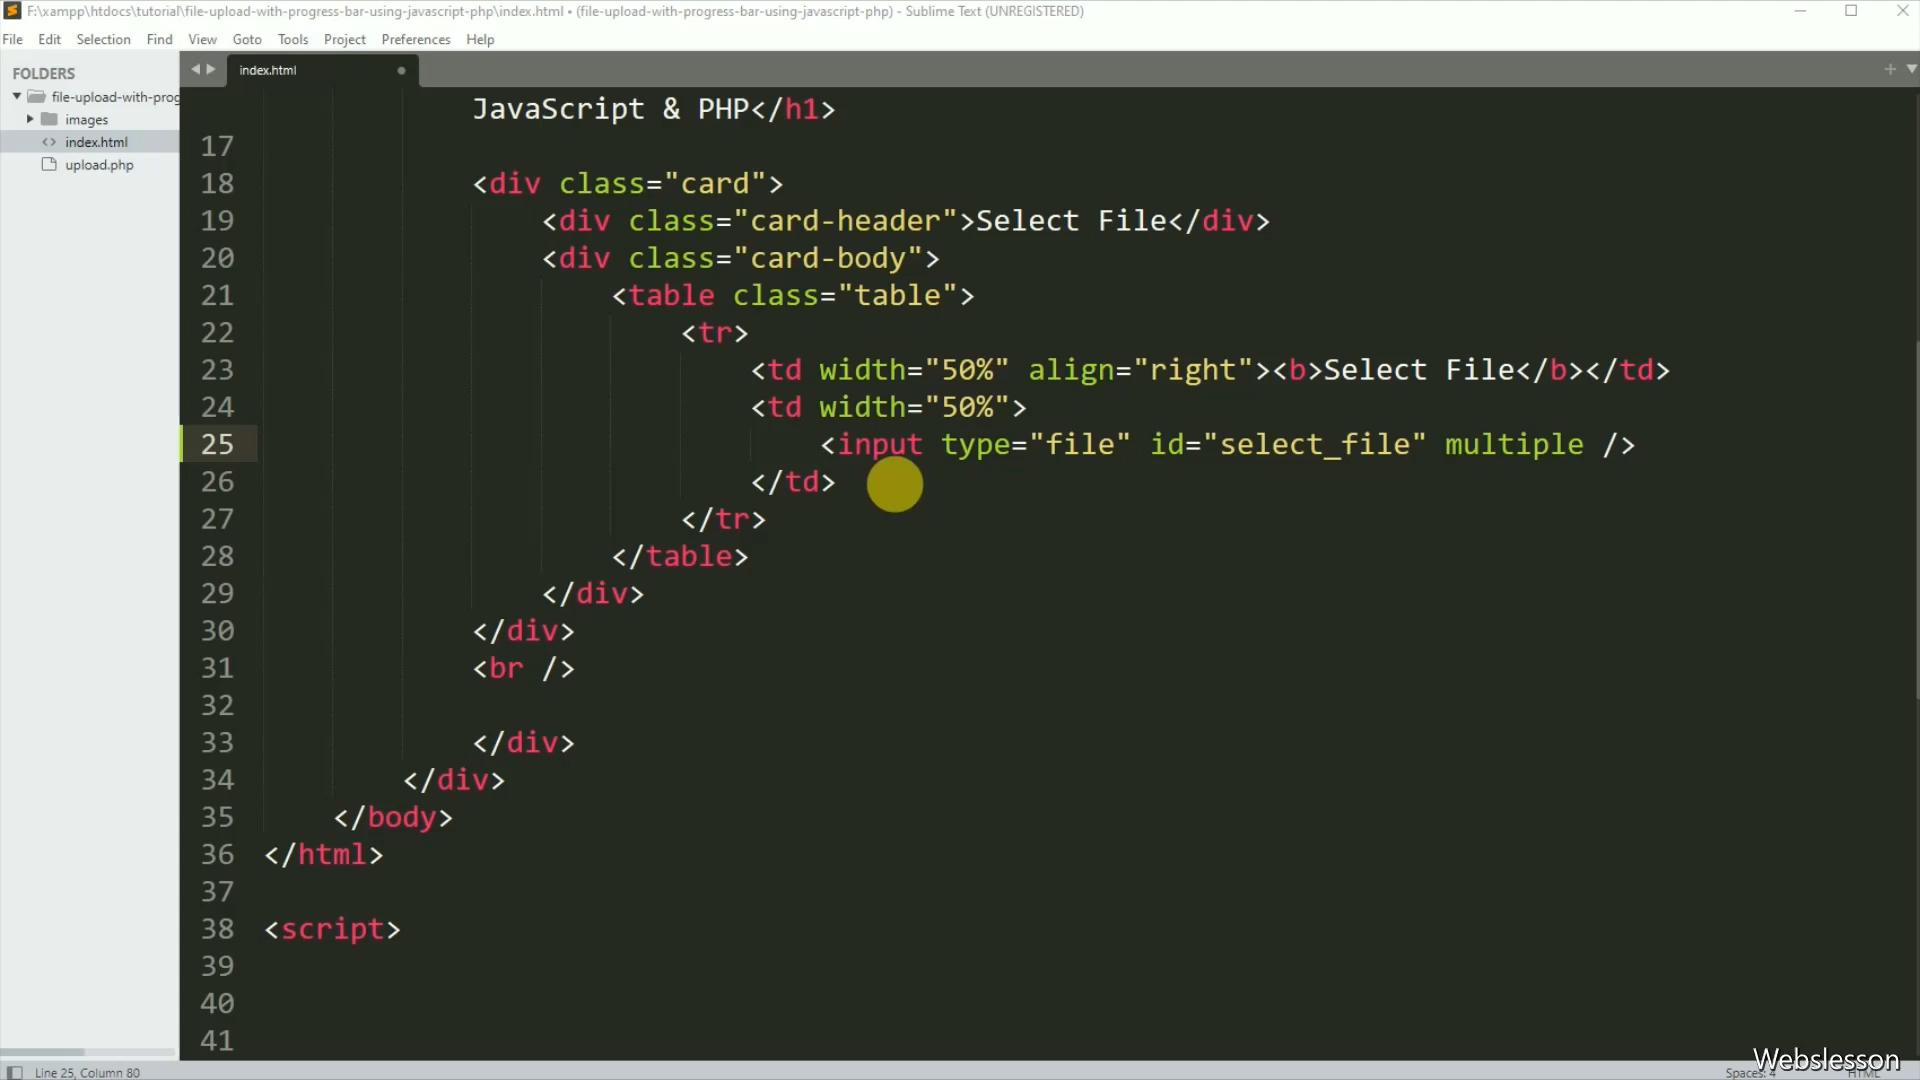 F:\xampp\htdocs\tutorial\file-upload-with-progress-bar-using-javascript-php\index.html • (file-upload-with-progress-bar-using-javascript-php) - Sublime Text (UNREGISTERED)
File Edit Selection Find View Goto Tools Project Preferences Help
FOLDERS
file-upload-with-prog
images
index.html
upload.php
index.html
JavaScript & PHP</h1>
17
18 <div class="card">
19 <div class="card-header">Select File</div>
20 <div class="card-body">
21 <table class="table">
22 <tr>
23 <td width="50%" align="right"><b>Select File</b></td>
24 <td width="50%">
25 <input type="file" id="select_file" multiple />
26 </td>
27 </tr>
28 </table>
29 </div>
30 </div>
31 <br />
32
33 </div>
34 </div>
35 </body>
36 </html>
37
38 <script>
39
40
41
Line 25, Column 80
Spaces: 4 HTML
Webslesson